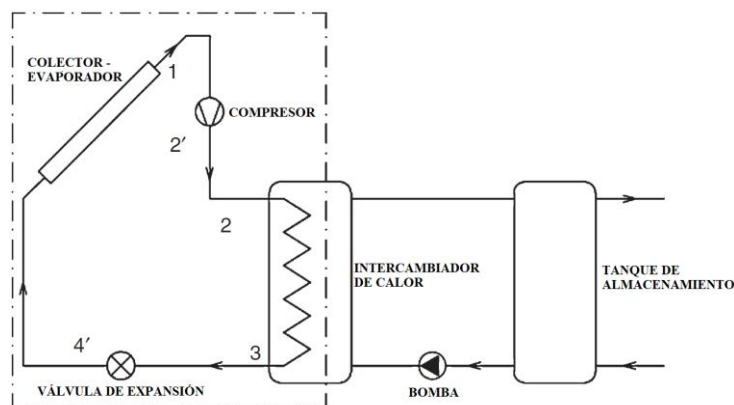 COLECTOR -
EVAPORADOR
1
COMPRESOR
2'
2
INTERCAMBIADOR
DE CALOR
TANQUE DE
ALMACENAMIENTO
4'
3
VÁLVULA DE EXPANSIÓN
BOMBA